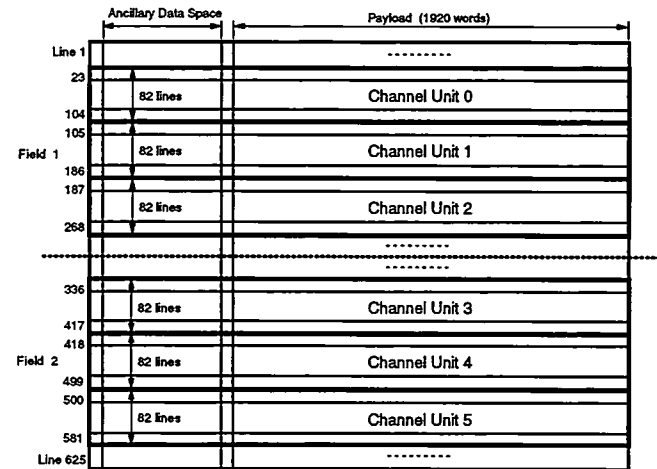 Ancillary Data Space Payload (1920 words)
Line 1
23
82 lines Channel Unit 0
104
105
Field 1 82 lines Channel Unit 1
186
187
82 lines Channel Unit 2
268
336
82 lines Channel Unit 3
417
418
Field 2 82 lines Channel Unit 4
499
500
82 lines Channel Unit 5
581
Line 625